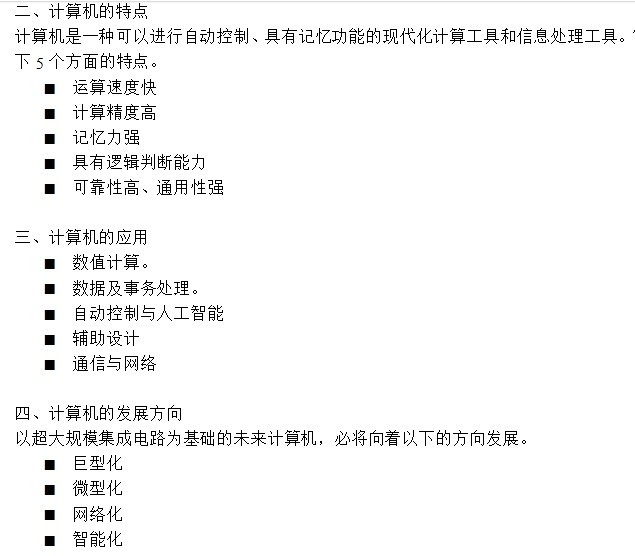 二、计算机的特点
计算机是一种可以进行自动控制、具有记忆功能的现代化计算工具和信息处理工具。
下 5 个方面的特点。
■ 运算速度快
■ 计算精度高
■ 记忆力强
■ 具有逻辑判断能力
■ 可靠性高、通用性强
三、计算机的应用
■ 数值计算。
■ 数据及事务处理。
■ 自动控制与人工智能
■ 辅助设计
■ 通信与网络
四、计算机的发展方向
以超大规模集成电路为基础的未来计算机，必将向着以下的方向发展。
■ 巨型化
■ 微型化
■ 网络化
■ 智能化